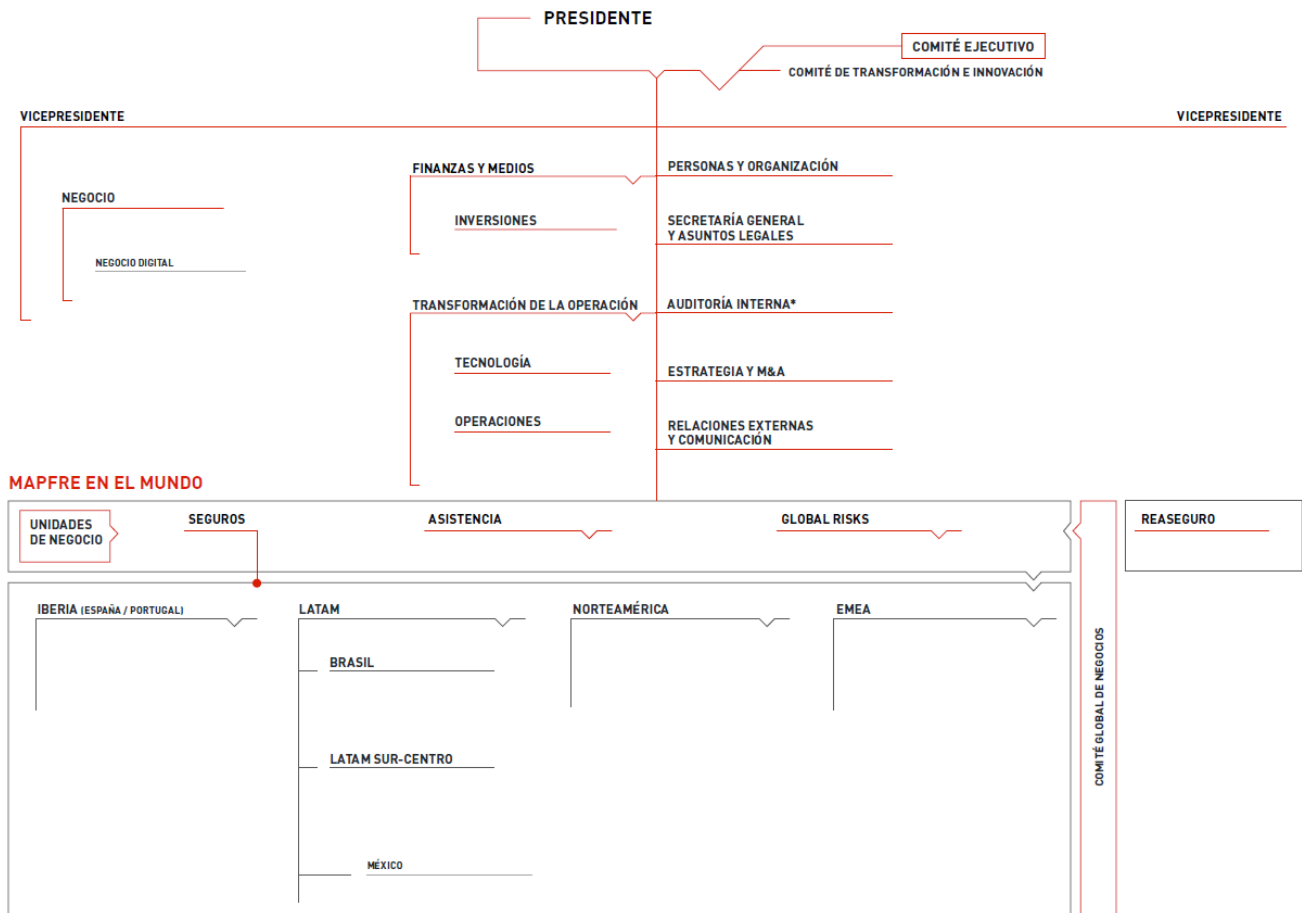 PRESIDENTE
COMITÉ EJECUTIVO
COMITÉ DE TRANSFORMACIÓN E INNOVACIÓN
VICEPRESIDENTE
VICEPRESIDENTE
NEGOCIO
NEGOCIO DIGITAL
FINANZAS Y MEDIOS
INVERSIONES
TRANSFORMACIÓN DE LA OPERACIÓN
TECNOLOGÍA
OPERACIONES
PERSONAS Y ORGANIZACIÓN
SECRETARÍA GENERAL
Y ASUNTOS LEGALES
AUDITORÍA INTERNA*
ESTRATEGIA Y M&A
RELACIONES EXTERNAS
Y COMUNICACIÓN
MAPFRE EN EL MUNDO
UNIDADES
DE NEGOCIO
SEGUROS
ASISTENCIA
GLOBAL RISKS
REASEGURO
IBERIA (ESPAÑA / PORTUGAL)
LATAM
BRASIL
LATAM SUR-CENTRO
MÉXICO
NORTEAMÉRICA
EMEA
COMITÉ GLOBAL DE NEGOCIOS